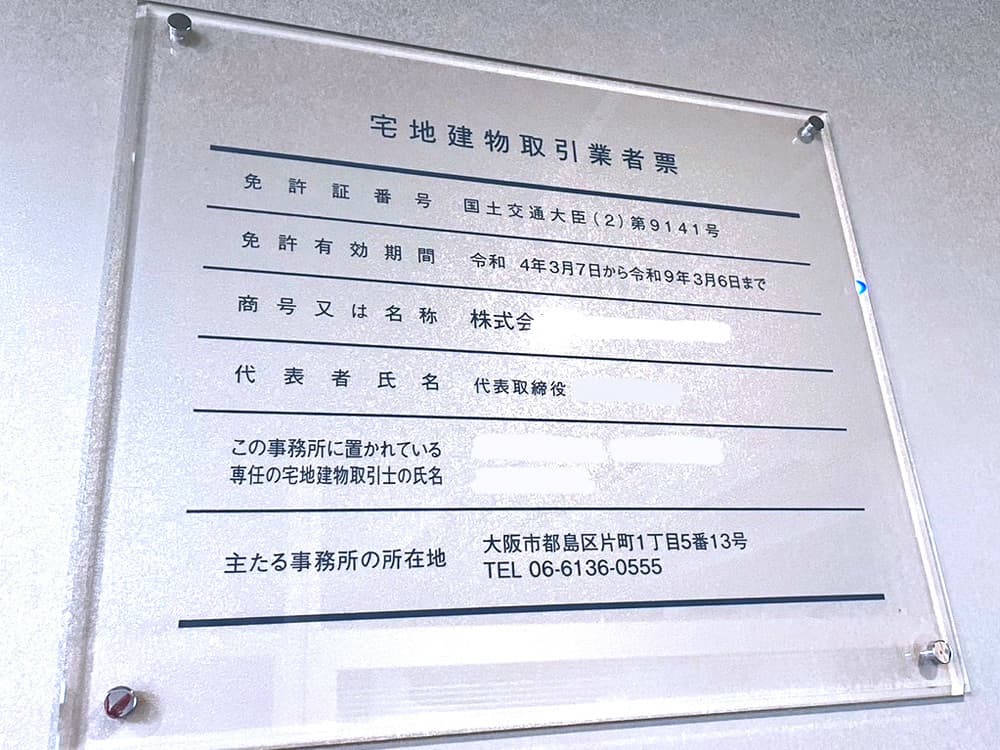 宅地建物取引業者票
免許証番号 国土交通大臣(2)第9141号
免許有効期間 令和 4年3月7日から令和9年3月6日まで
商号又は名称 株式会
代表者氏名 代表取締役
この事務所に置かれている
専任の宅地建物取引士の氏名
主たる事務所の所在地
大阪市都島区片町1丁目5番13号
TEL 06-6136-0555